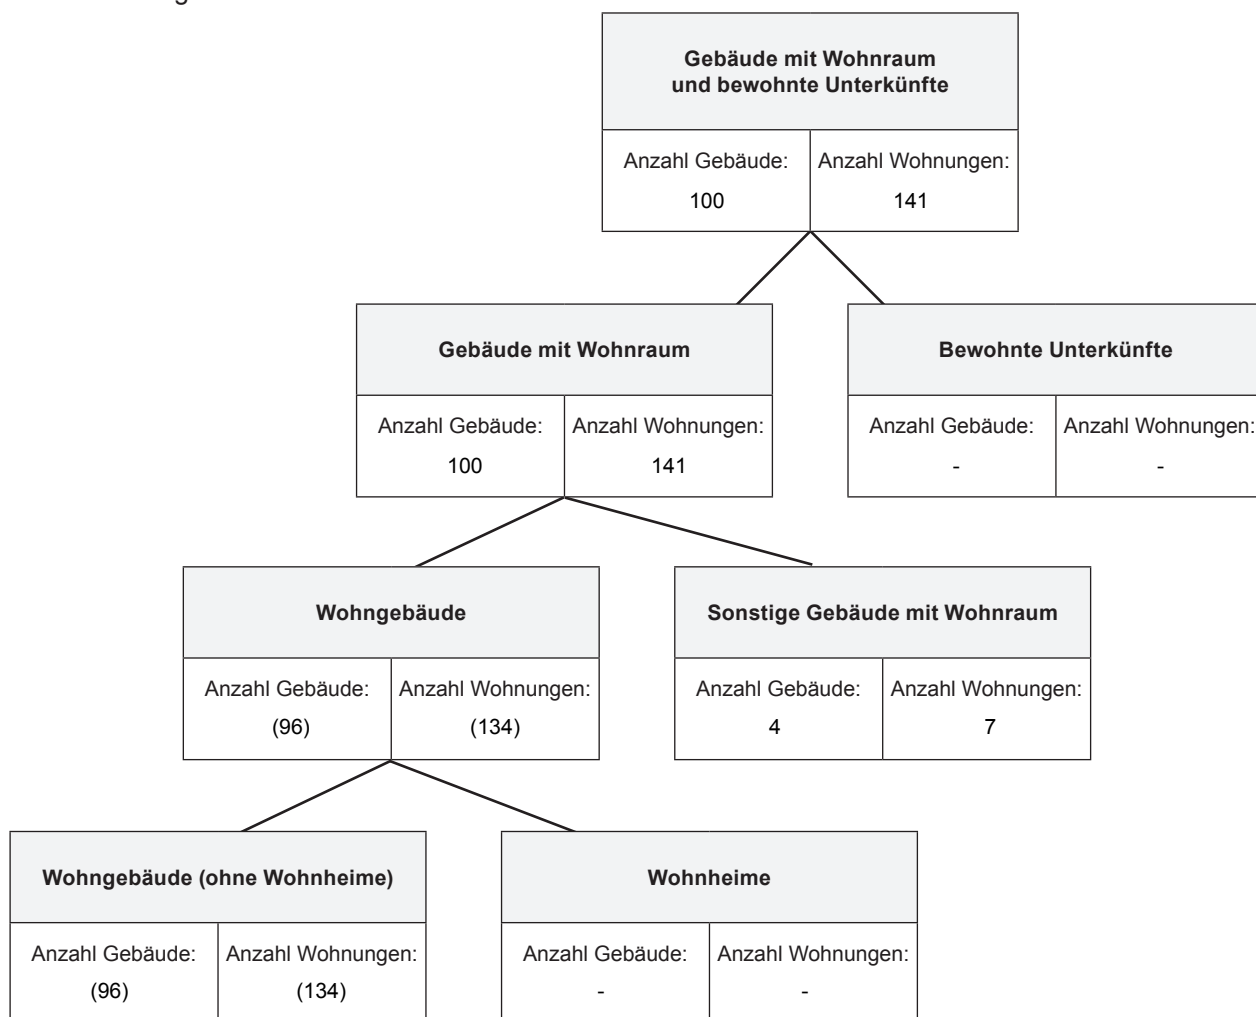 Gebäude mit Wohnraum
und bewohnte Unterkünfte
Anzahl Gebäude: Anzahl Wohnungen:
100 141
Gebäude mit Wohnraum Bewohnte Unterkünfte
Anzahl Gebäude: Anzahl Wohnungen: Anzahl Gebäude: Anzahl Wohnungen:
100 141 - -
Wohngebäude Sonstige Gebäude mit Wohnraum
Anzahl Gebäude: Anzahl Wohnungen: Anzahl Gebäude: Anzahl Wohnungen:
(96) (134) 4 7
Wohngebäude (ohne Wohnheime) Wohnheime
Anzahl Gebäude: Anzahl Wohnungen: Anzahl Gebäude: Anzahl Wohnungen:
(96) (134) - -